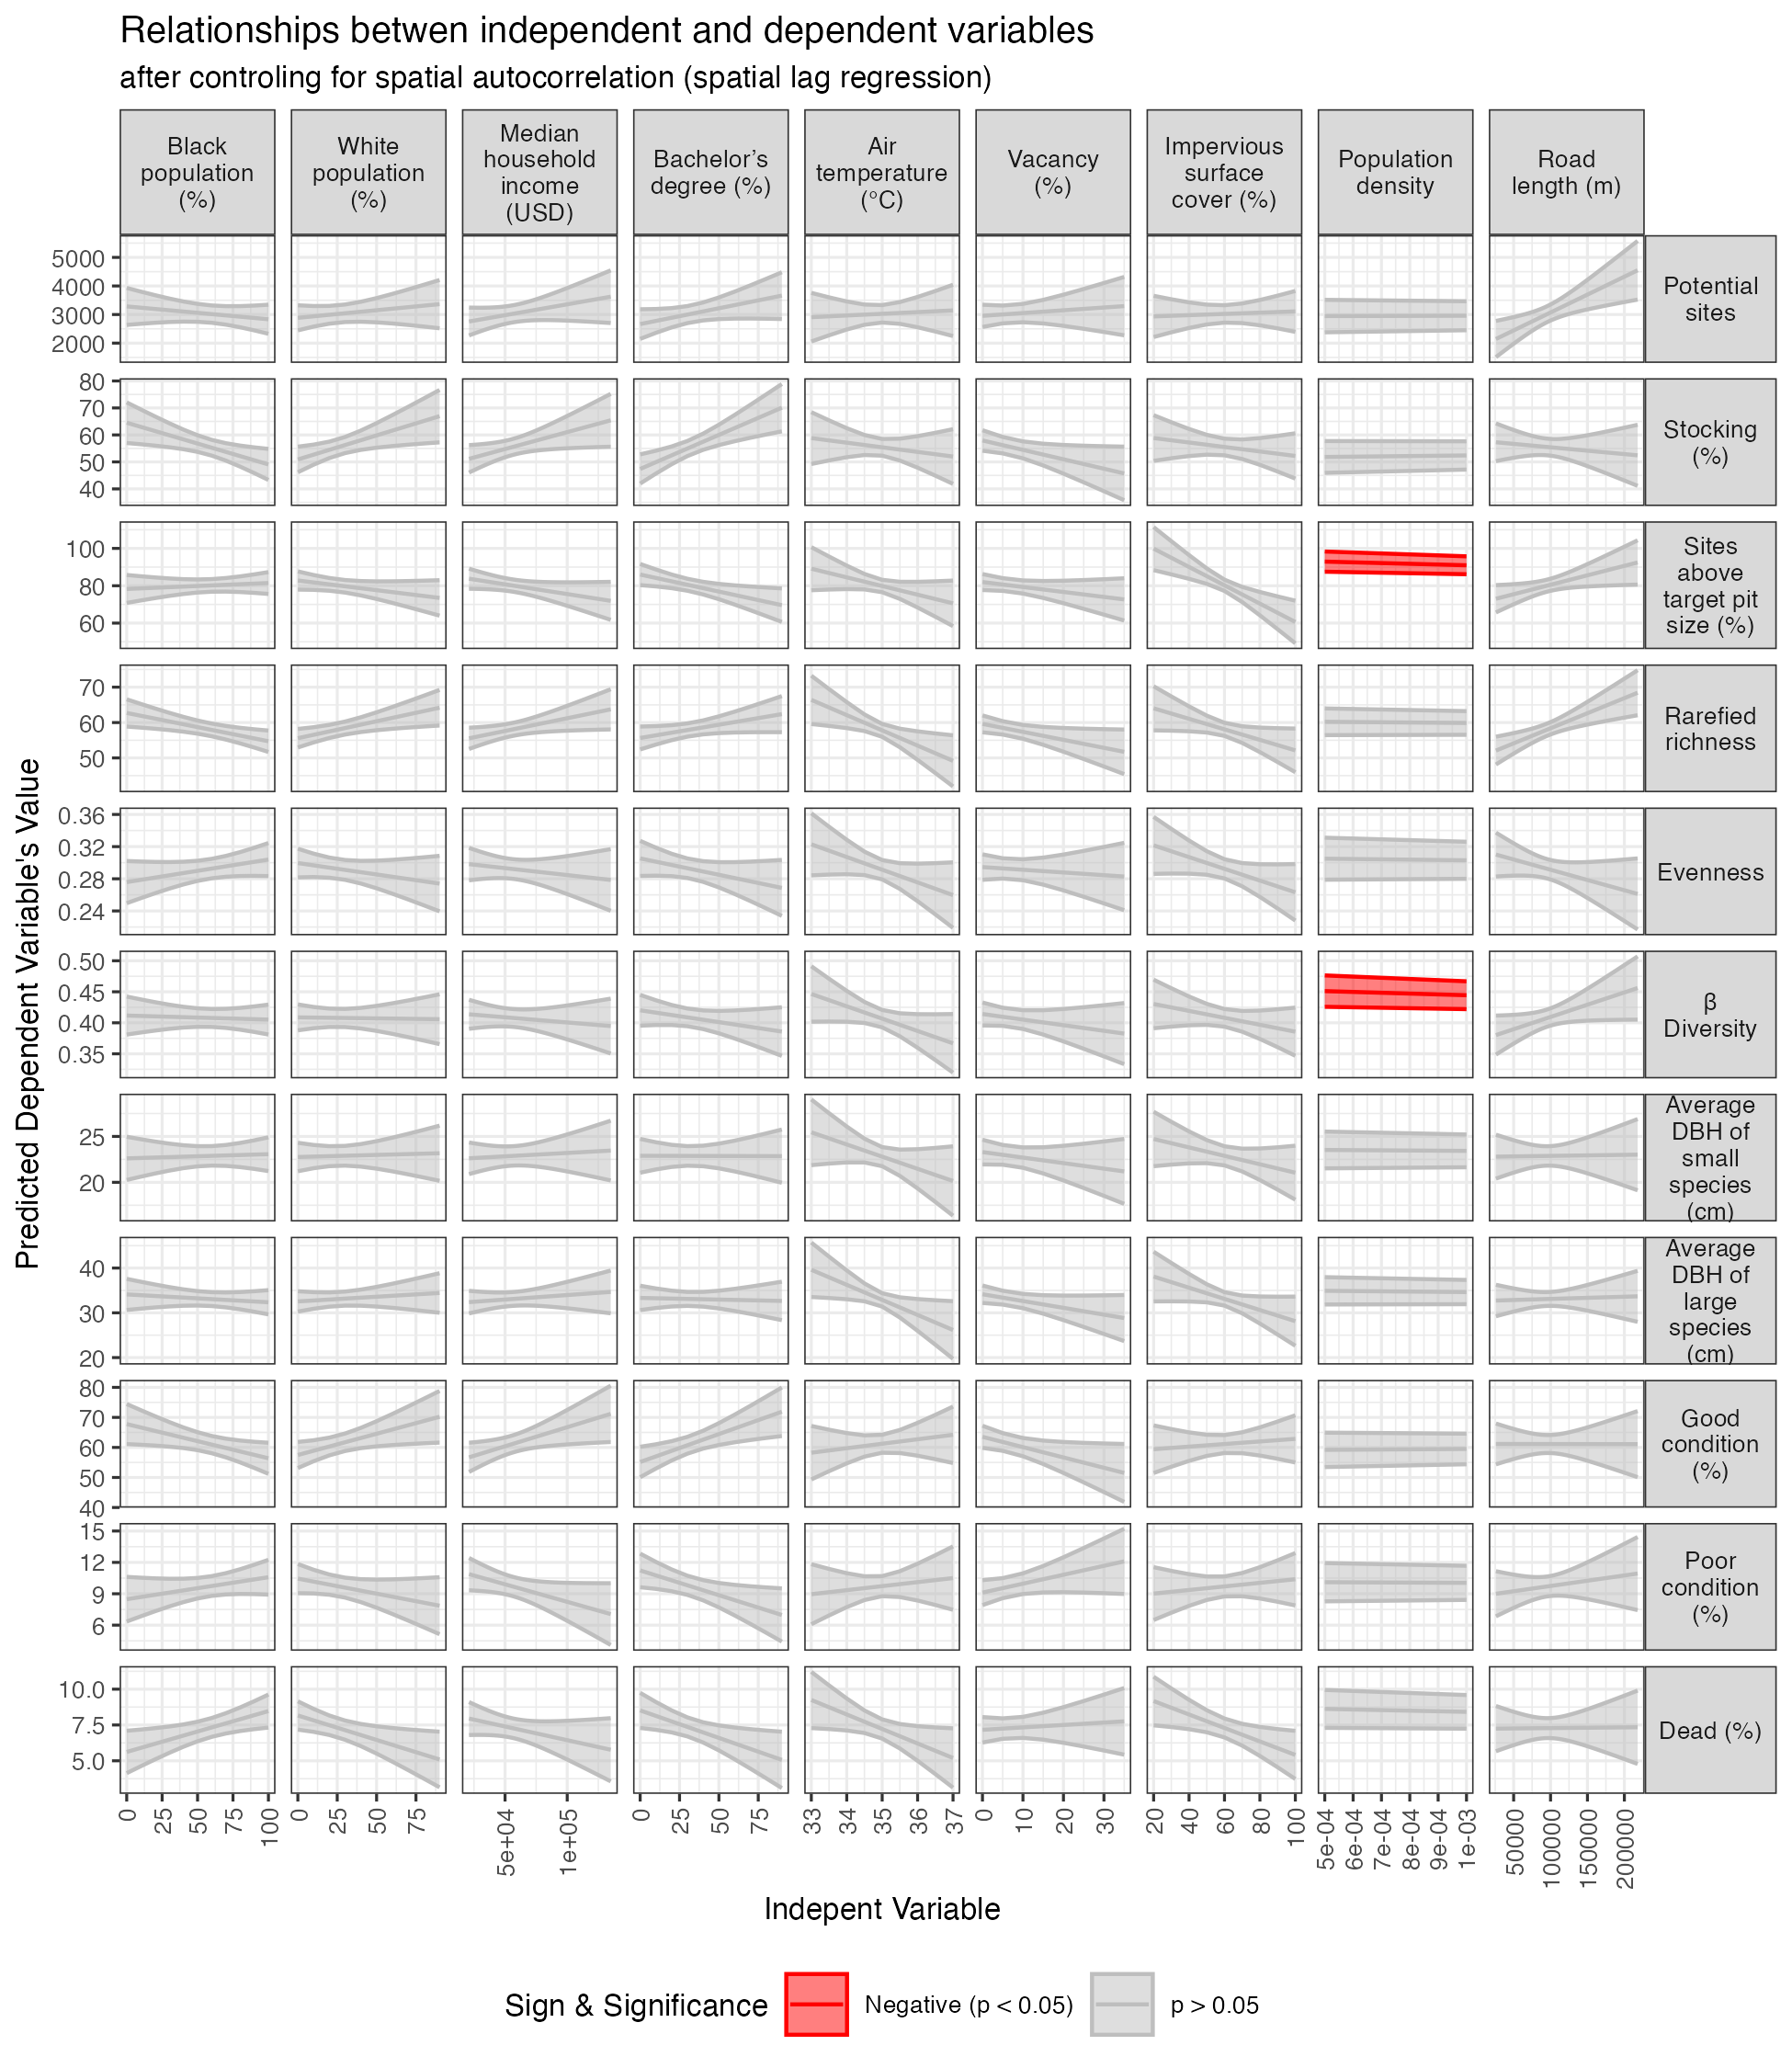 Relationships betwen independent and dependent variables
after controling for spatial autocorrelation (spatial lag regression)
Black
population
(%)
White
population
(%)
Median
household
income
(USD)
Bachelor's
degree (%)
Air
temperature
(°C)
Vacancy
(%)
Impervious
surface
cover (%)
Population
density
Road
length (m)
5000
4000
3000
2000
Potential
sites
80
70
60
50
40
Stocking
(%)
100
80
60
Sites
above
target pit
size (%)
70
60
50
Rarefied
richness
0.36
0.32
0.28
0.24
Evenness
0.50
0.45
0.40
0.35
β
Diversity
25
20
Average
DBH of
small
species
(cm)
40
30
20
Average
DBH of
large
species
(cm)
80
70
60
50
40
Good
condition
(%)
15
12
9
6
Poor
condition
(%)
10.0
7.5
5.0
Dead (%)
Predicted Dependent Variable's Value
0 25 50 75 100
0 25 50 75
5e+04 1e+05
0 25 50 75
33 34 35 36 37
0 10 20 30
20 40 60 80 100
5e-04 6e-04 7e-04 8e-04 9e-04 1e-03
500000 1000000 1500000 2000000
Indepent Variable
Sign & Significance
Negative (p < 0.05)
p > 0.05